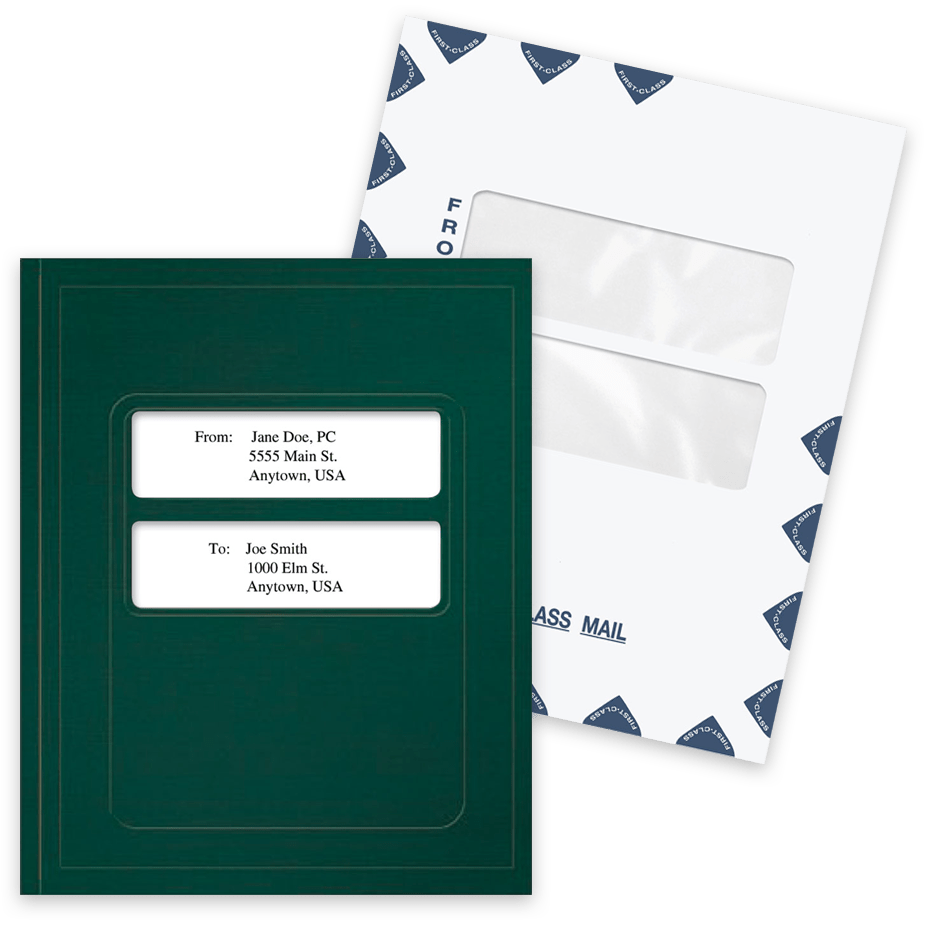 FIRST-CLASS
FIRST-CLASS
FIRST-CLASS
FIRST-CLASS
FIRST-CLASS
FIRST-CLASS
F
R
O
From: Jane Doe, PC
5555 Main St.
Anytown, USA
To: Joe Smith
1000 Elm St.
Anytown, USA
FIRST-CLASS
FIRST-CLASS
FIRST-CLASS
LASS MAIL
FIRST-CLASS
FIRST-CLASS
FIRST-CLASS